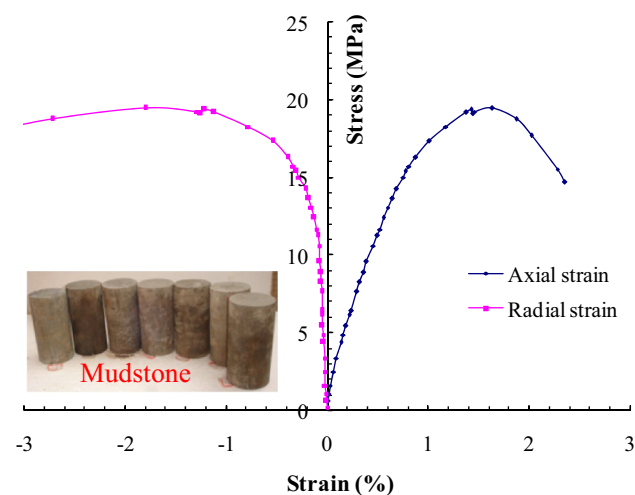 25
20
15
10
5
0
Stress (MPa)
Axial strain
Radial strain
Mudstone
-3 -2 -1 0 1 2 3
Strain (%)